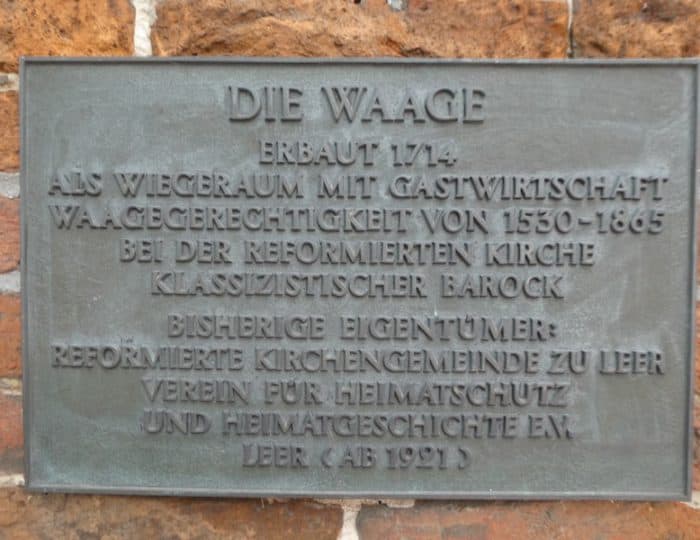 DIE WAAGE
ERBAUT 1714
ALS WIEGERAUM MIT GASTWIRTSCHAFT
WAAGEGERECHTIGKEIT VON 1530-1865
BEI DER REFORMIERTEN KIRCHE
KLASSIZISTISCHER BAROCK
BISHERIGE EIGENTÜMER:
REFORMIERTE KIRCHENGEMEINDE ZU LEER
VEREIN FÜR HEIMATSCHUTZ
UND HEIMATGESCHICHTE E.V.
LEER (AB 1921)